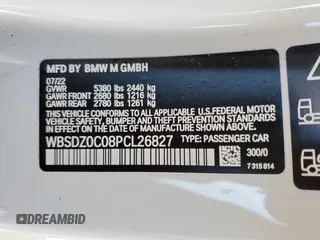 MFD BY BMW M GMBH
07/22
GVWR 5380 lbs 2440 kg
GAWR FRONT 2680 lbs 1216 kg
GAWR REAR 2780 lbs 1261 kg
THIS VEHICLE CONFORMS TO ALL APPLICABLE
FEDERAL MOTOR VEHICLE SAFETY, BUMPER, AND
THEFT PREVENTION STANDARDS IN EFFECT ON THE
DATE OF MANUFACTURE SHOWN ABOVE.
WBSDZ0C08PCL26827 TYPE: PASSENGER CAR
300/0
7 315 814
WREMBID
.COM